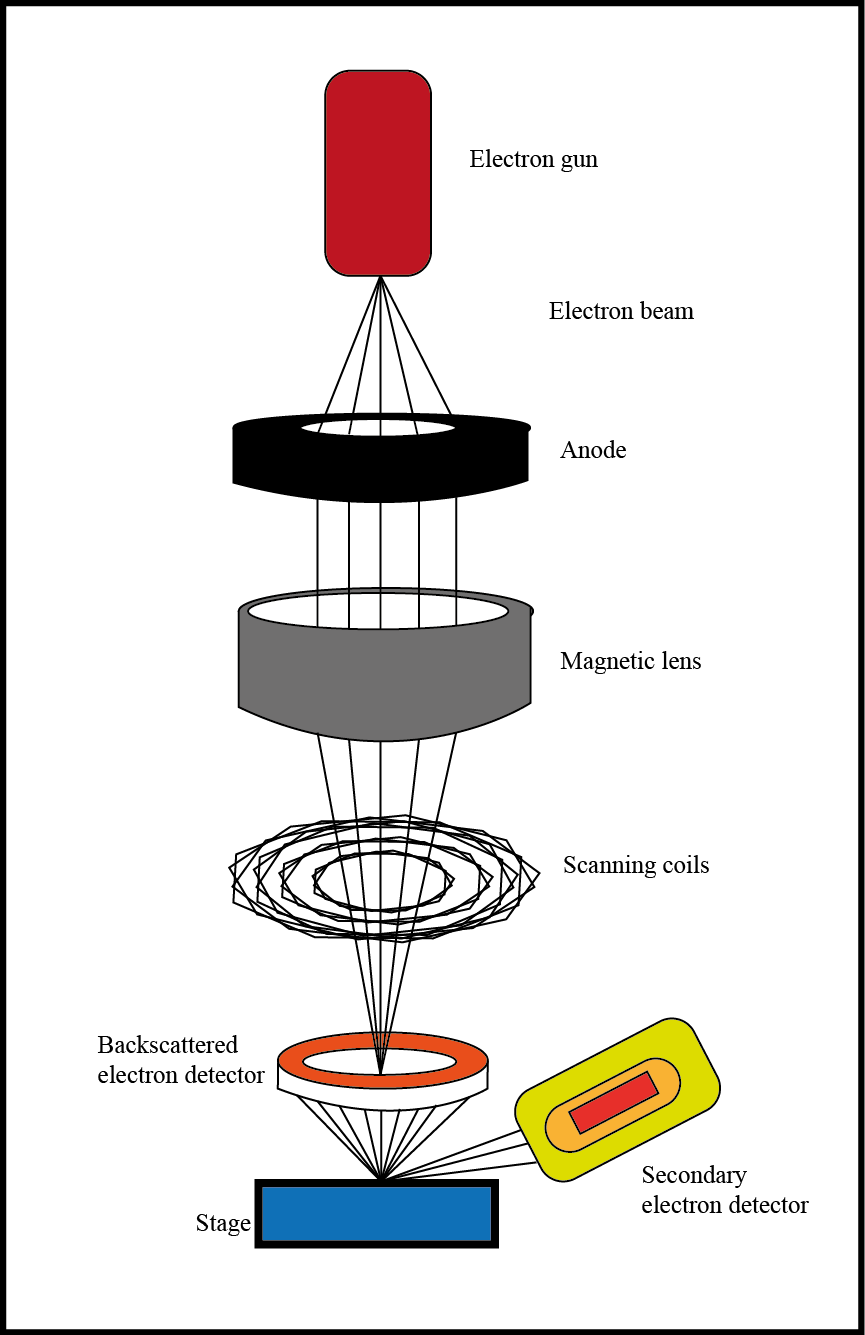 Electron gun
Electron beam
Anode
Magnetic lens
Scanning coils
Backscattered
electron detector
Secondary
electron detector
Stage